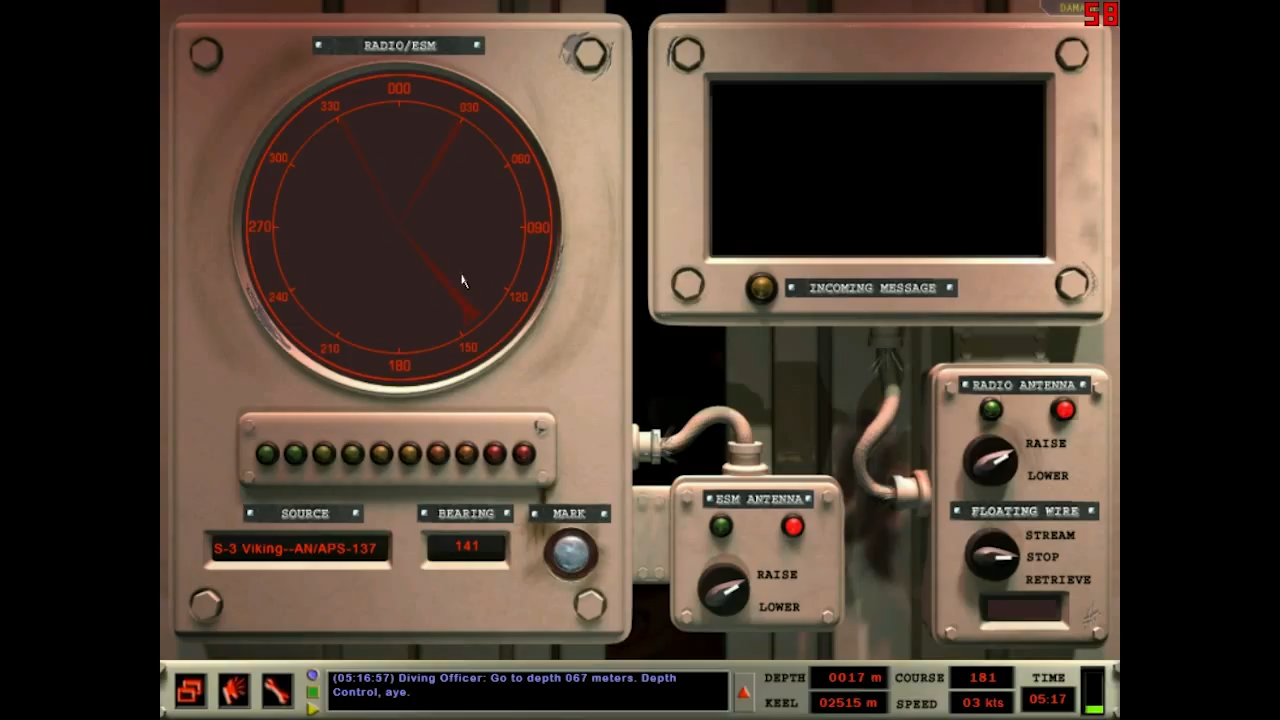 DAMA
58
RADIO/ESM
000
330
030
300
060
270
090
240
120
210
150
180
INCOMING MESSAGE
RADIO ANTENNA
RAISE
LOWER
FLOATING WIRE
STREAM
STOP
RETRIEVE
ESM ANTENNA
RAISE
LOWER
SOURCE
BEARING
MARK
S-3 Viking--AN/APS-137
141
(05:16:57) Diving Officer: Go to depth 067 meters. Depth
Control, aye.
DEPTH 0017 m COURSE 181 TIME
KEEL 02515 m SPEED 03 kts 05:17